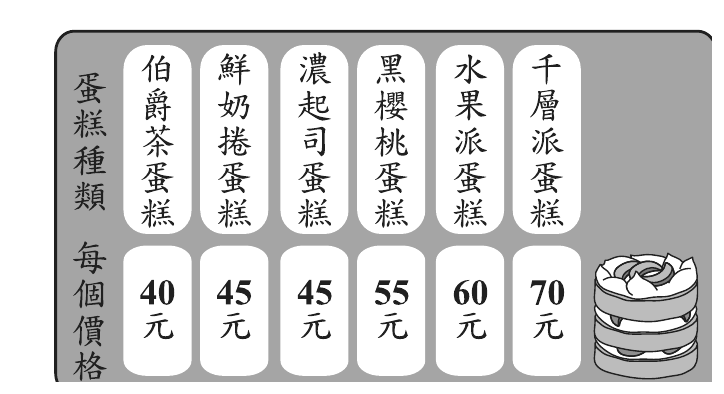 蛋糕種類
伯爵茶蛋糕
鮮奶捲蛋糕
濃起司蛋糕
黑櫻桃蛋糕
水果派蛋糕
千層派蛋糕
每個價格
40元
45元
45元
55元
60元
70元